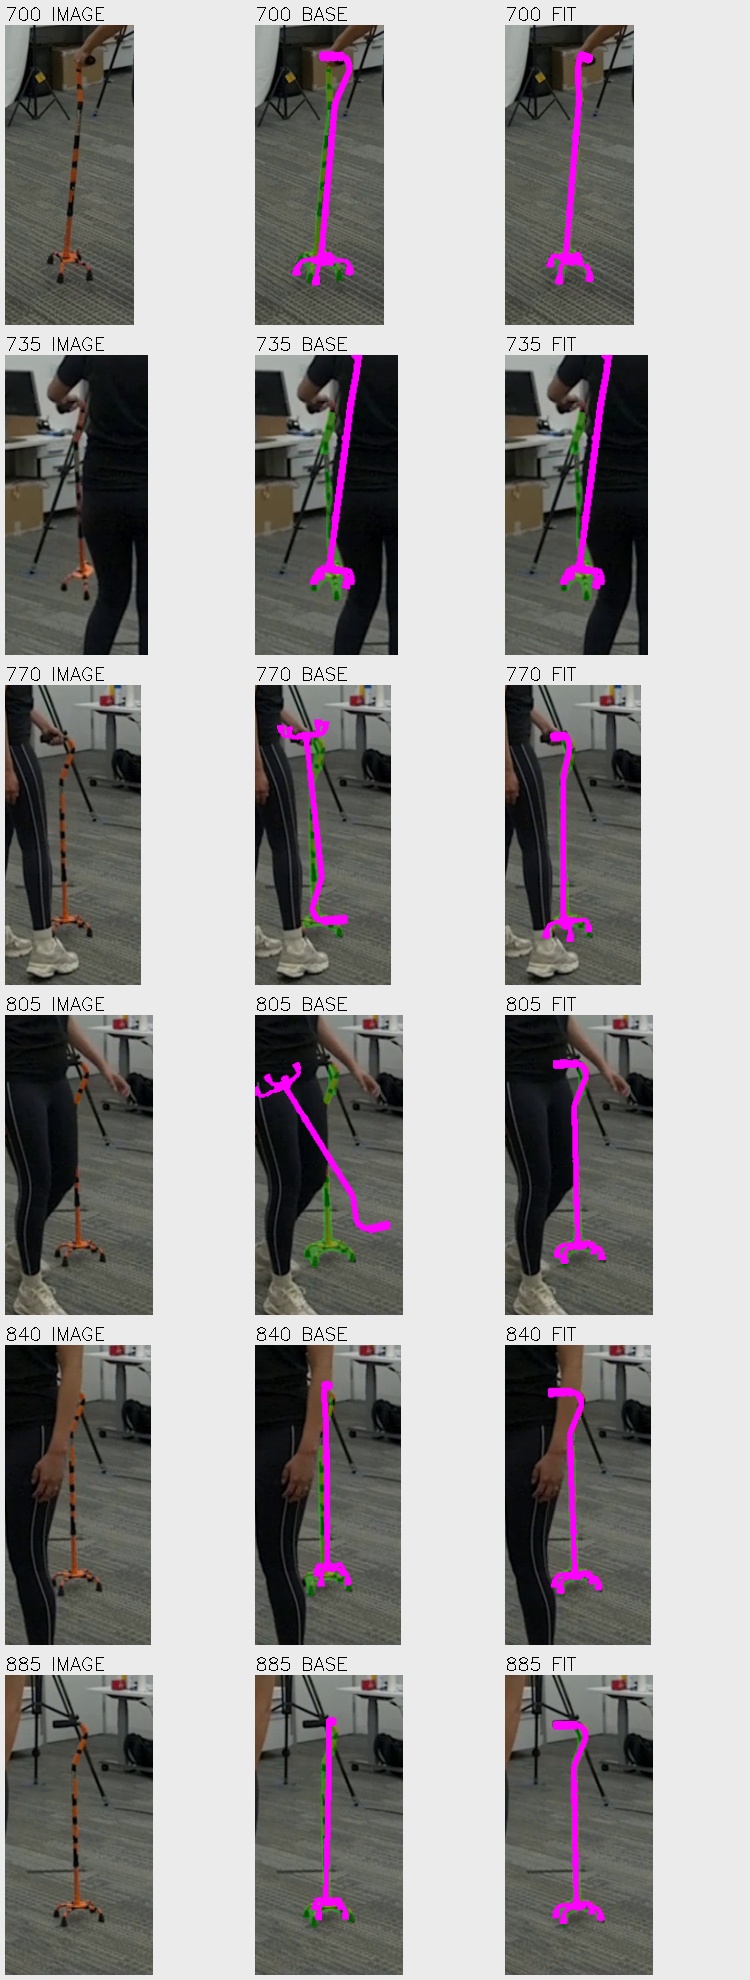 700 IMAGE 700 BASE 700 FIT
735 IMAGE 735 BASE 735 FIT
770 IMAGE 770 BASE 770 FIT
805 IMAGE 805 BASE 805 FIT
840 IMAGE 840 BASE 840 FIT
885 IMAGE 885 BASE 885 FIT